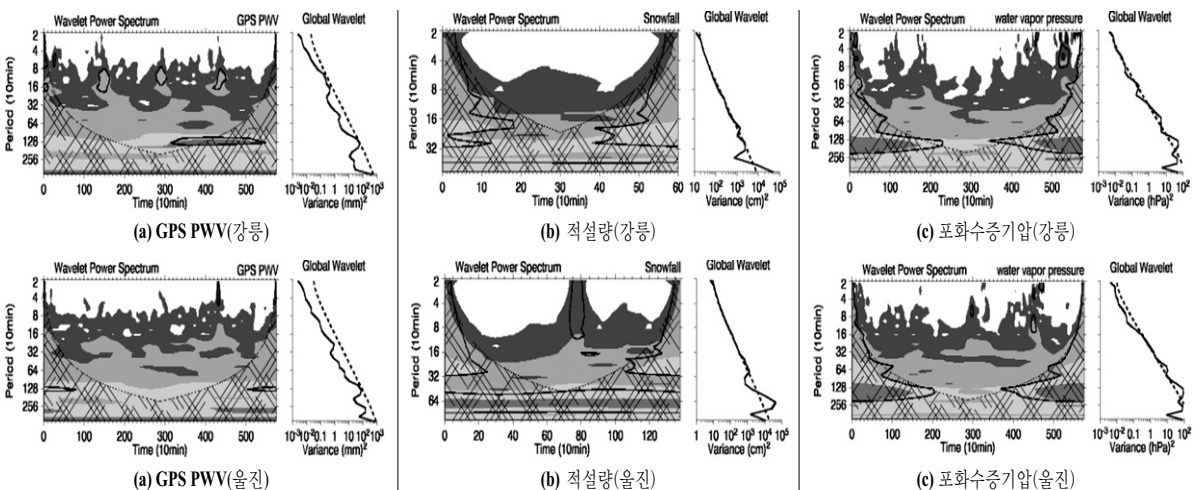 Wavelet Power Spectrum GPS PWV Global Wavelet
Period (10min)
2
4
8
16
32
64
128
256
0 100 200 300 400 500
Time (10min)
10⁻³10⁻²0.1 1 10 10²10³
Variance (mm)²
(a) GPS PWV(강릉)
Wavelet Power Spectrum Snowfall Global Wavelet
Period (10min)
2
4
8
16
32
0 10 20 30 40 50 60
Time (10min)
10 10² 10³ 10⁴ 10⁵
Variance (cm)²
(b) 적설량(강릉)
Wavelet Power Spectrum water vapor pressure Global Wavelet
Period (10min)
2
4
8
16
32
64
128
256
0 100 200 300 400 500
Time (10min)
10⁻³10⁻²0.1 1 10 10²
Variance (hPa)²
(c) 포화수증기압(강릉)
Wavelet Power Spectrum GPS PWV Global Wavelet
Period (10min)
2
4
8
16
32
64
128
256
0 100 200 300 400 500
Time (10min)
10⁻³10⁻²0.1 1 10 10²10³
Variance (mm)²
(a) GPS PWV(울진)
Wavelet Power Spectrum Snowfall Global Wavelet
Period (10min)
2
4
8
16
32
64
0 20 40 60 80 100 120
Time (10min)
1 10 10² 10³ 10⁴ 10⁵
Variance (cm)²
(b) 적설량(울진)
Wavelet Power Spectrum water vapor pressure Global Wavelet
Period (10min)
2
4
8
16
32
64
128
256
0 100 200 300 400 500
Time (10min)
10⁻³10⁻²0.1 1 10 10²
Variance (hPa)²
(c) 포화수증기압(울진)